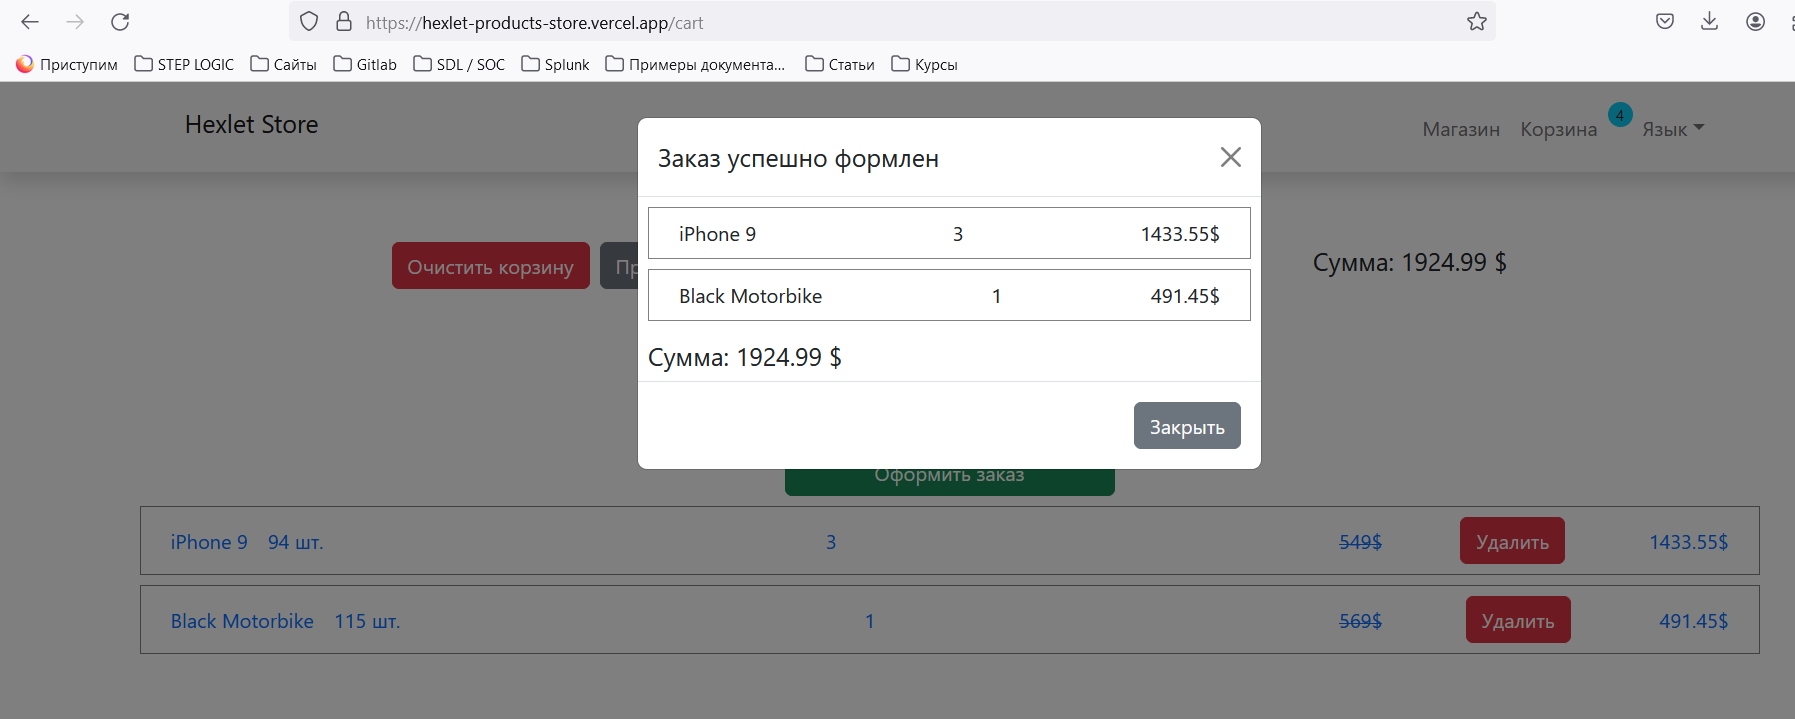 https://hexlet-products-store.vercel.app/cart
Приступим STEP LOGIC Сайты Gitlab SDL / SOC Splunk Примеры документа... Статьи Курсы
Hexlet Store
Магазин Корзина 4 Язык
Заказ успешно формлен
iPhone 9 3 1433.55$
Black Motorbike 1 491.45$
Сумма: 1924.99 $
Закрыть
Очистить корзину Пр
Сумма: 1924.99 $
Оформить заказ
iPhone 9 94 шт. 3 549$ Удалить 1433.55$
Black Motorbike 115 шт. 1 569$ Удалить 491.45$